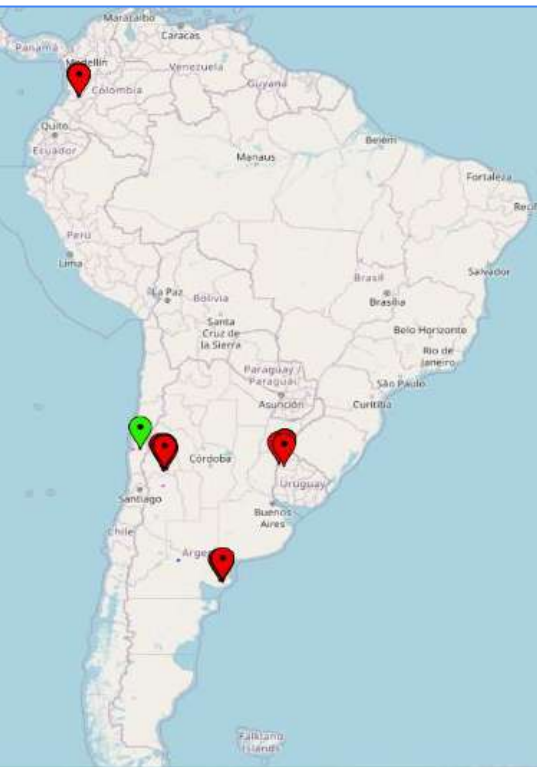 Maracaibo
Caracas
Panamá
Medellín
Venezuela
Guyana
Colombia
Quito
Ecuador
Belém
Manaus
Fortaleza
Perú
Lima
Brasil
Salvador
La Paz
Bolivia
Brasília
Santa
Cruz de
la Sierra
Belo Horizonte
Rio de
Janeiro
Paraguay /
Paraguái
São Paulo
Asunción
Curitiba
Córdoba
Uruguay
Santiago
Buenos
Aires
Chile
Falkland
Islands